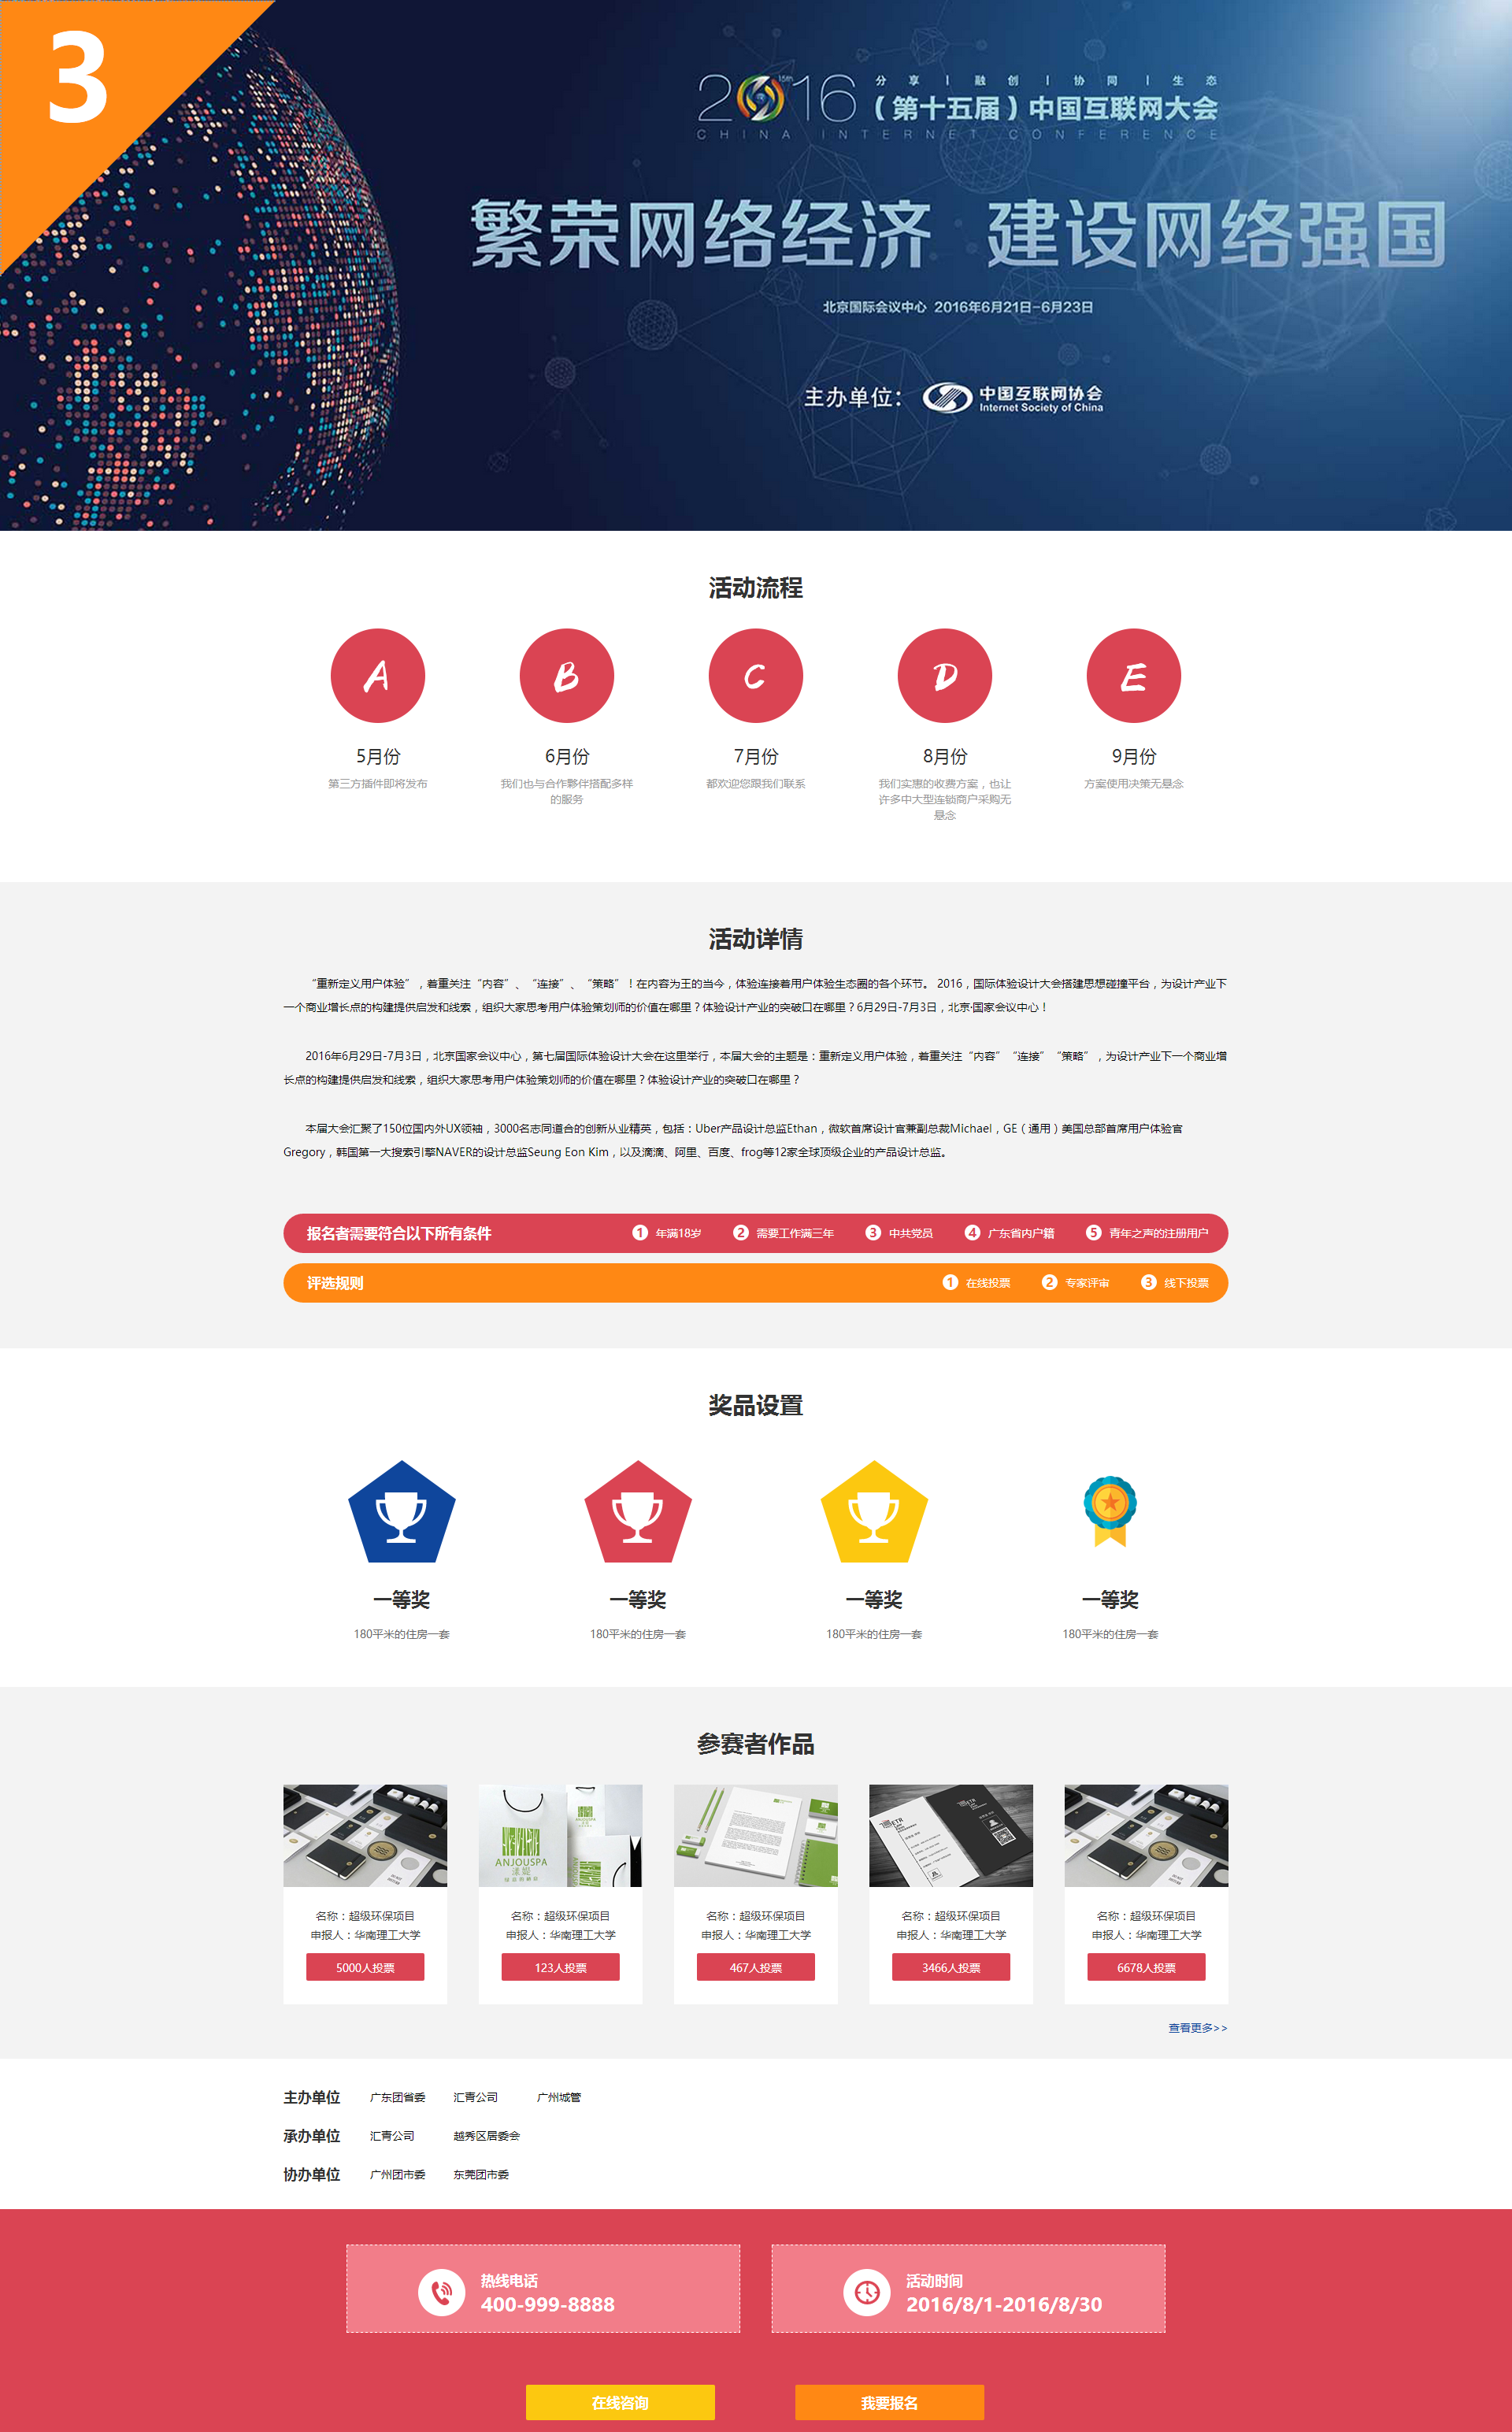 3
2016 15th
分享丨融创丨协同丨生态
（第十五届）中国互联网大会
CHINA INTERNET CONFERENCE
繁荣网络经济 建设网络强国
北京国际会议中心 2016年6月21日-6月23日
主办单位：
中国互联网协会
Internet Society of China
活动流程
A B C D E
5月份 6月份 7月份 8月份 9月份
第三方插件即将发布
我们也与合作夥伴搭配多样
的服务
都欢迎您跟我们联系
我们实惠的收费方案，也让
许多中大型连锁商户采购无
悬念
方案使用决策无悬念
活动详情
“重新定义用户体验”，着重关注“内容”、“连接”、“策略”！在内容为王的当今，体验连接着用户体验生态圈的各个环节。 2016，国际体验设计大会搭建思想碰撞平台，为设计产业下
一个商业增长点的构建提供启发和线索，组织大家思考用户体验策划师的价值在哪里？体验设计产业的突破口在哪里？6月29日-7月3日，北京·国家会议中心！
2016年6月29日-7月3日，北京国家会议中心，第七届国际体验设计大会在这里举行，本届大会的主题是：重新定义用户体验，着重关注“内容”“连接”“策略”，为设计产业下一个商业增
长点的构建提供启发和线索，组织大家思考用户体验策划师的价值在哪里？体验设计产业的突破口在哪里？
本届大会汇聚了150位国内外UX领袖，3000名志同道合的创新从业精英，包括：Uber产品设计总监Ethan，微软首席设计官兼副总裁Michael，GE（通用）美国总部首席用户体验官
Gregory，韩国第一大搜索引擎NAVER的设计总监Seung Eon Kim，以及滴滴、阿里、百度、frog等12家全球顶级企业的产品设计总监。
报名者需要符合以下所有条件 1 年满18岁 2 需要工作满三年 3 中共党员 4 广东省内户籍 5 青年之声的注册用户
评选规则 1 在线投票 2 专家评审 3 线下投票
奖品设置
一等奖 一等奖 一等奖 一等奖
180平米的住房一套 180平米的住房一套 180平米的住房一套 180平米的住房一套
参赛者作品
ANJOUSPA
名称：超级环保项目 名称：超级环保项目 名称：超级环保项目 名称：超级环保项目 名称：超级环保项目
申报人：华南理工大学 申报人：华南理工大学 申报人：华南理工大学 申报人：华南理工大学 申报人：华南理工大学
5000人投票 123人投票 467人投票 3466人投票 6678人投票
查看更多>>
主办单位 广东团省委 汇青公司 广州城管
承办单位 汇青公司 越秀区居委会
协办单位 广州团市委 东莞团市委
热线电话
400-999-8888
活动时间
2016/8/1-2016/8/30
在线咨询 我要报名